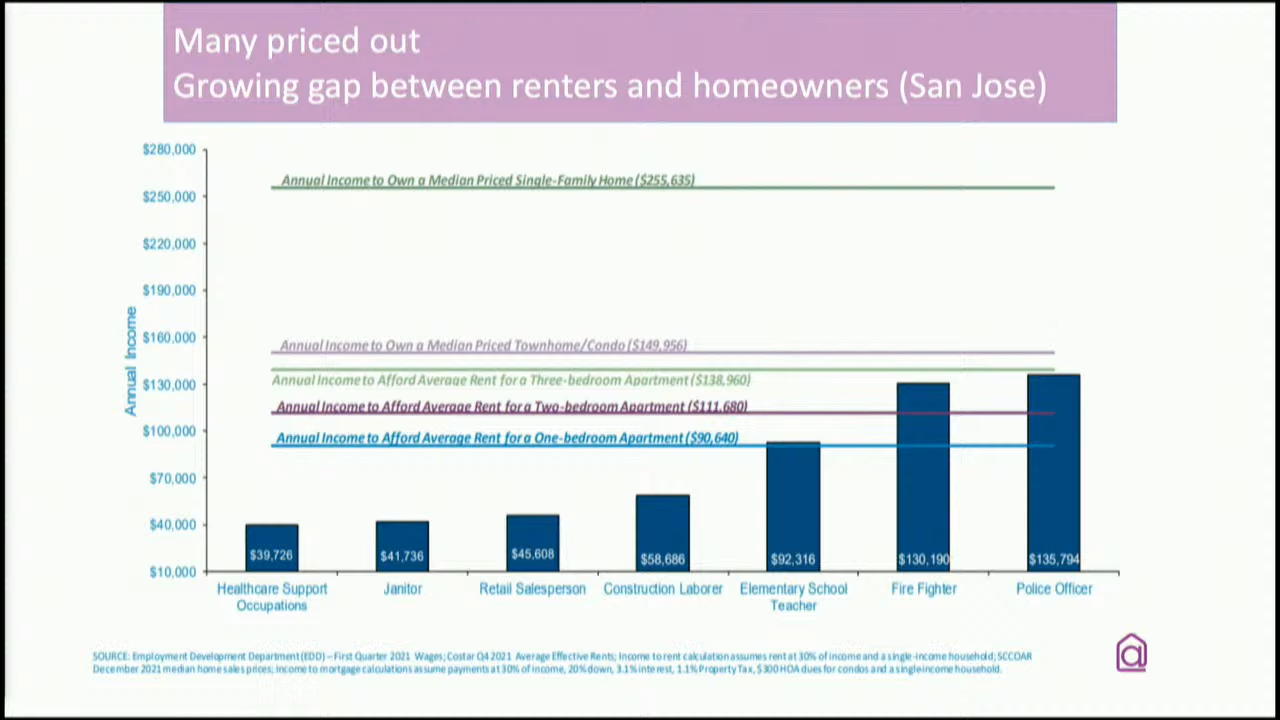 Many priced out
Growing gap between renters and homeowners (San Jose)
$280,000
Annual Income to Own a Median Priced Single-Family Home ($255,635)
$250,000
$220,000
$190,000
Annual Income
$160,000
Annual Income to Own a Median Priced Townhome/Condo ($149,956)
$130,000
Annual Income to Afford Average Rent for a Three-bedroom Apartment ($138,960)
Annual Income to Afford Average Rent for a Two-bedroom Apartment ($111,680)
$100,000
Annual Income to Afford Average Rent for a One-bedroom Apartment ($90,640)
$70,000
$40,000
$10,000
$39,726
$41,736
$45,608
$58,686
$92,316
$130,190
$135,794
Healthcare Support
Occupations
Janitor
Retail Salesperson
Construction Laborer
Elementary School
Teacher
Fire Fighter
Police Officer
SOURCE: Employment Development Department (EDD) – First Quarter 2021 Wages; Costar Q4 2021 Average Effective Rents; Income to rent calculation assumes rent at 30% of income and a single-income household; SCCOAR
December 2021 median home sales prices; income to mortgage calculations assume payments at 30% of income, 20% down, 3.1% interest, 1.1% Property Tax, $300 HOA dues for condos and a single income household.